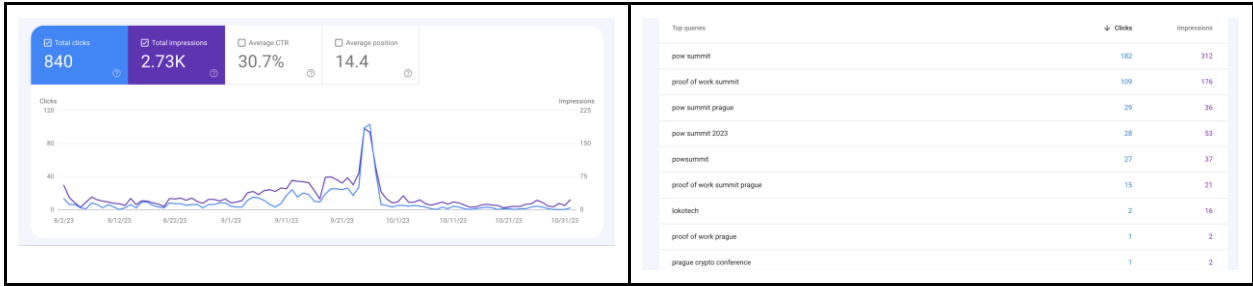 Total clicks
840
Total impressions
2.73K
Average CTR
30.7%
Average position
14.4
Clicks Impressions
120 225
80 150
40 75
0 0
8/2/23 8/12/23 8/22/23 9/1/23 9/11/23 9/21/23 10/1/23 10/11/23 10/21/23 10/31/23
Top queries Clicks Impressions
pow summit 182 312
proof of work summit 109 176
pow summit prague 29 36
pow summit 2023 28 53
powsummit 27 37
proof of work summit prague 15 21
lokotech 2 16
proof of work prague 1 2
prague crypto conference 1 2